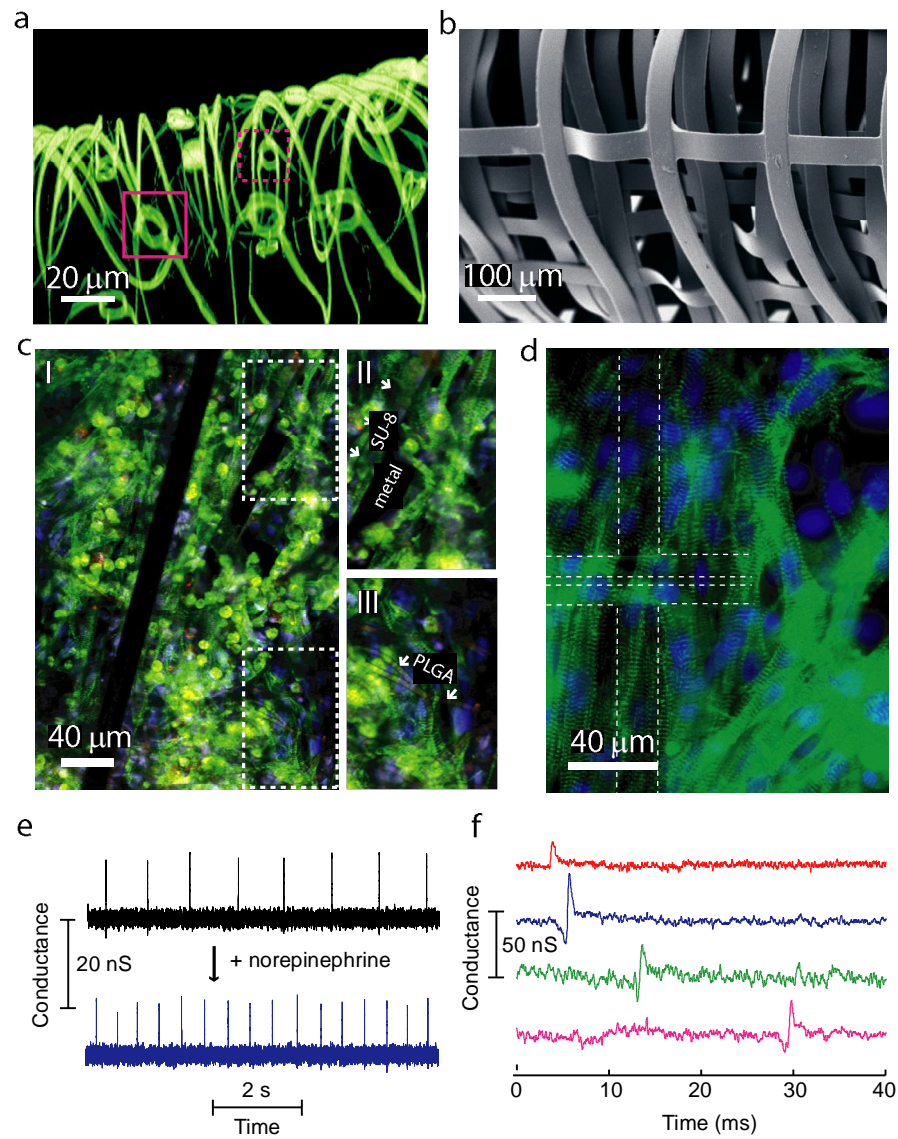 a
20 μm
b
100 μm
c
I
40 μm
II
SU-8
metal
III
PLGA
d
40 μm
e
Conductance
20 nS
+ norepinephrine
2 s
Time
f
Conductance
50 nS
0 10 20 30 40
Time (ms)